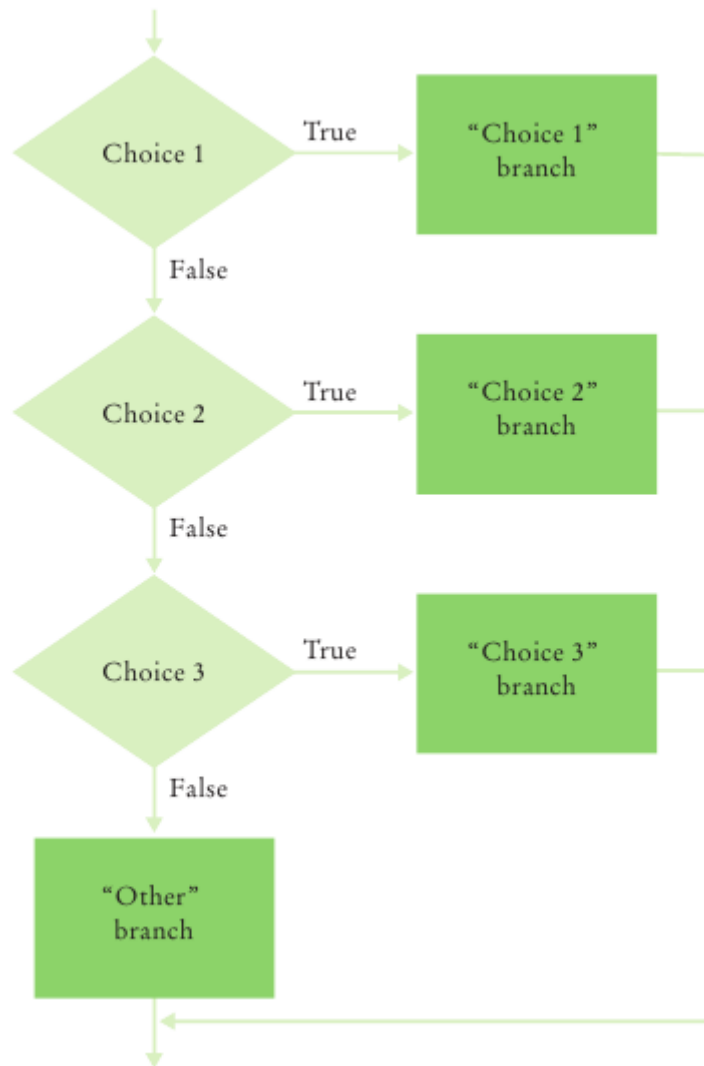 Choice 1
True
“Choice 1”
branch
False
Choice 2
True
“Choice 2”
branch
False
Choice 3
True
“Choice 3”
branch
False
“Other”
branch